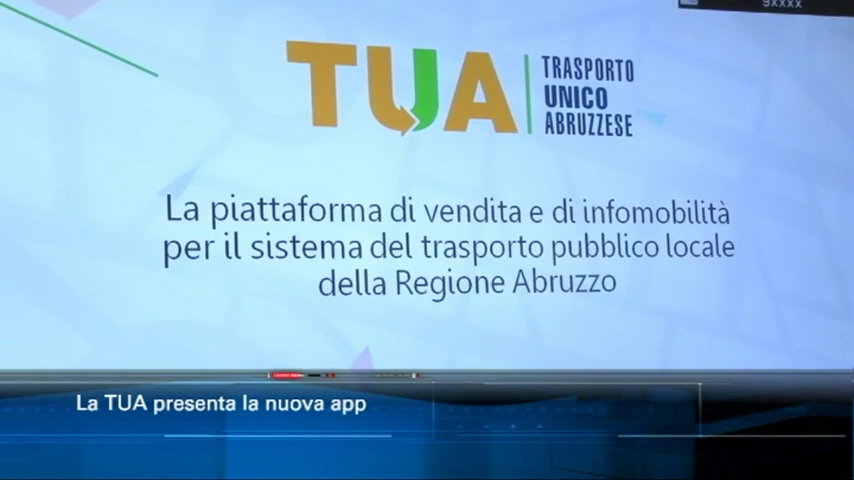 TUA
TRASPORTO
UNICO
ABRUZZESE
La piattaforma di vendita e di infomobilità
per il sistema del trasporto pubblico locale
della Regione Abruzzo
La TUA presenta la nuova app